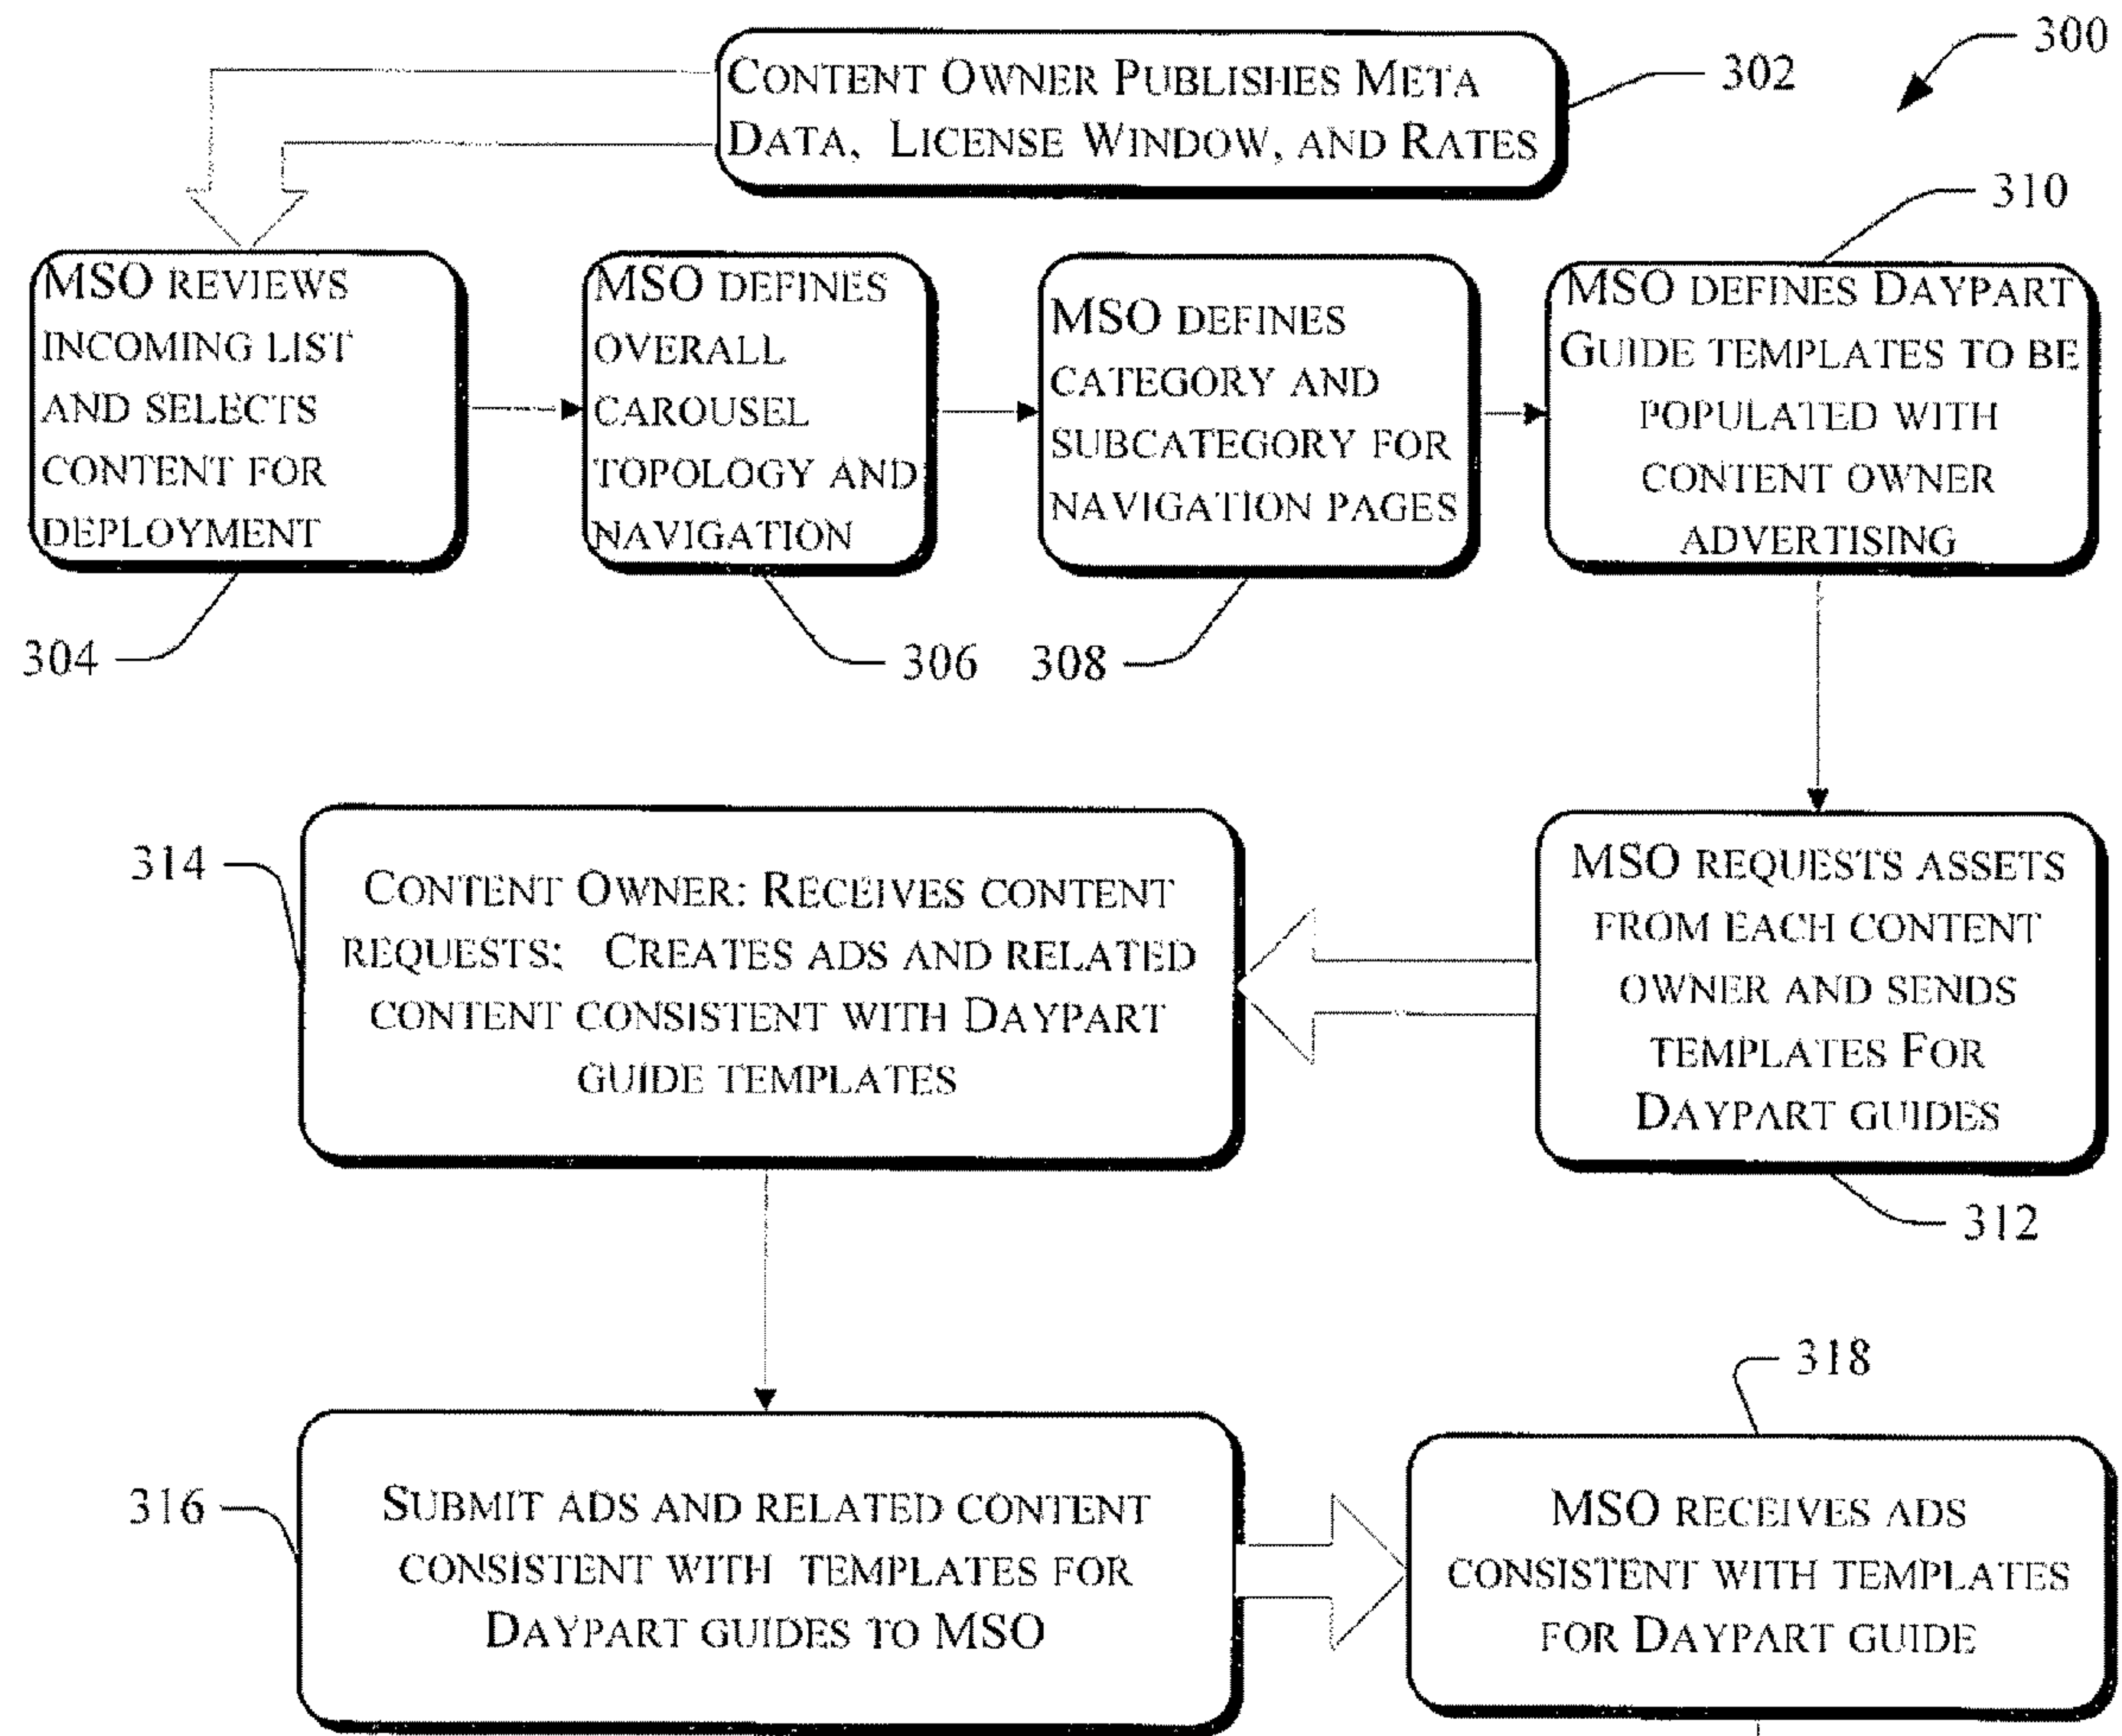 300
CONTENT OWNER PUBLISHES META
DATA, LICENSE WINDOW, AND RATES
302
310
MSO REVIEWS
INCOMING LIST
AND SELECTS
CONTENT FOR
DEPLOYMENT
MSO DEFINES
OVERALL
CAROUSEL
TOPOLOGY AND
NAVIGATION
MSO DEFINES
CATEGORY AND
SUBCATEGORY FOR
NAVIGATION PAGES
MSO DEFINES DAYPART
GUIDE TEMPLATES TO BE
POPULATED WITH
CONTENT OWNER
ADVERTISING
304
306
308
314
CONTENT OWNER: RECEIVES CONTENT
REQUESTS; CREATES ADS AND RELATED
CONTENT CONSISTENT WITH DAYPART
GUIDE TEMPLATES
MSO REQUESTS ASSETS
FROM EACH CONTENT
OWNER AND SENDS
TEMPLATES FOR
DAYPART GUIDES
312
318
316
SUBMIT ADS AND RELATED CONTENT
CONSISTENT WITH TEMPLATES FOR
DAYPART GUIDES TO MSO
MSO RECEIVES ADS
CONSISTENT WITH TEMPLATES
FOR DAYPART GUIDE